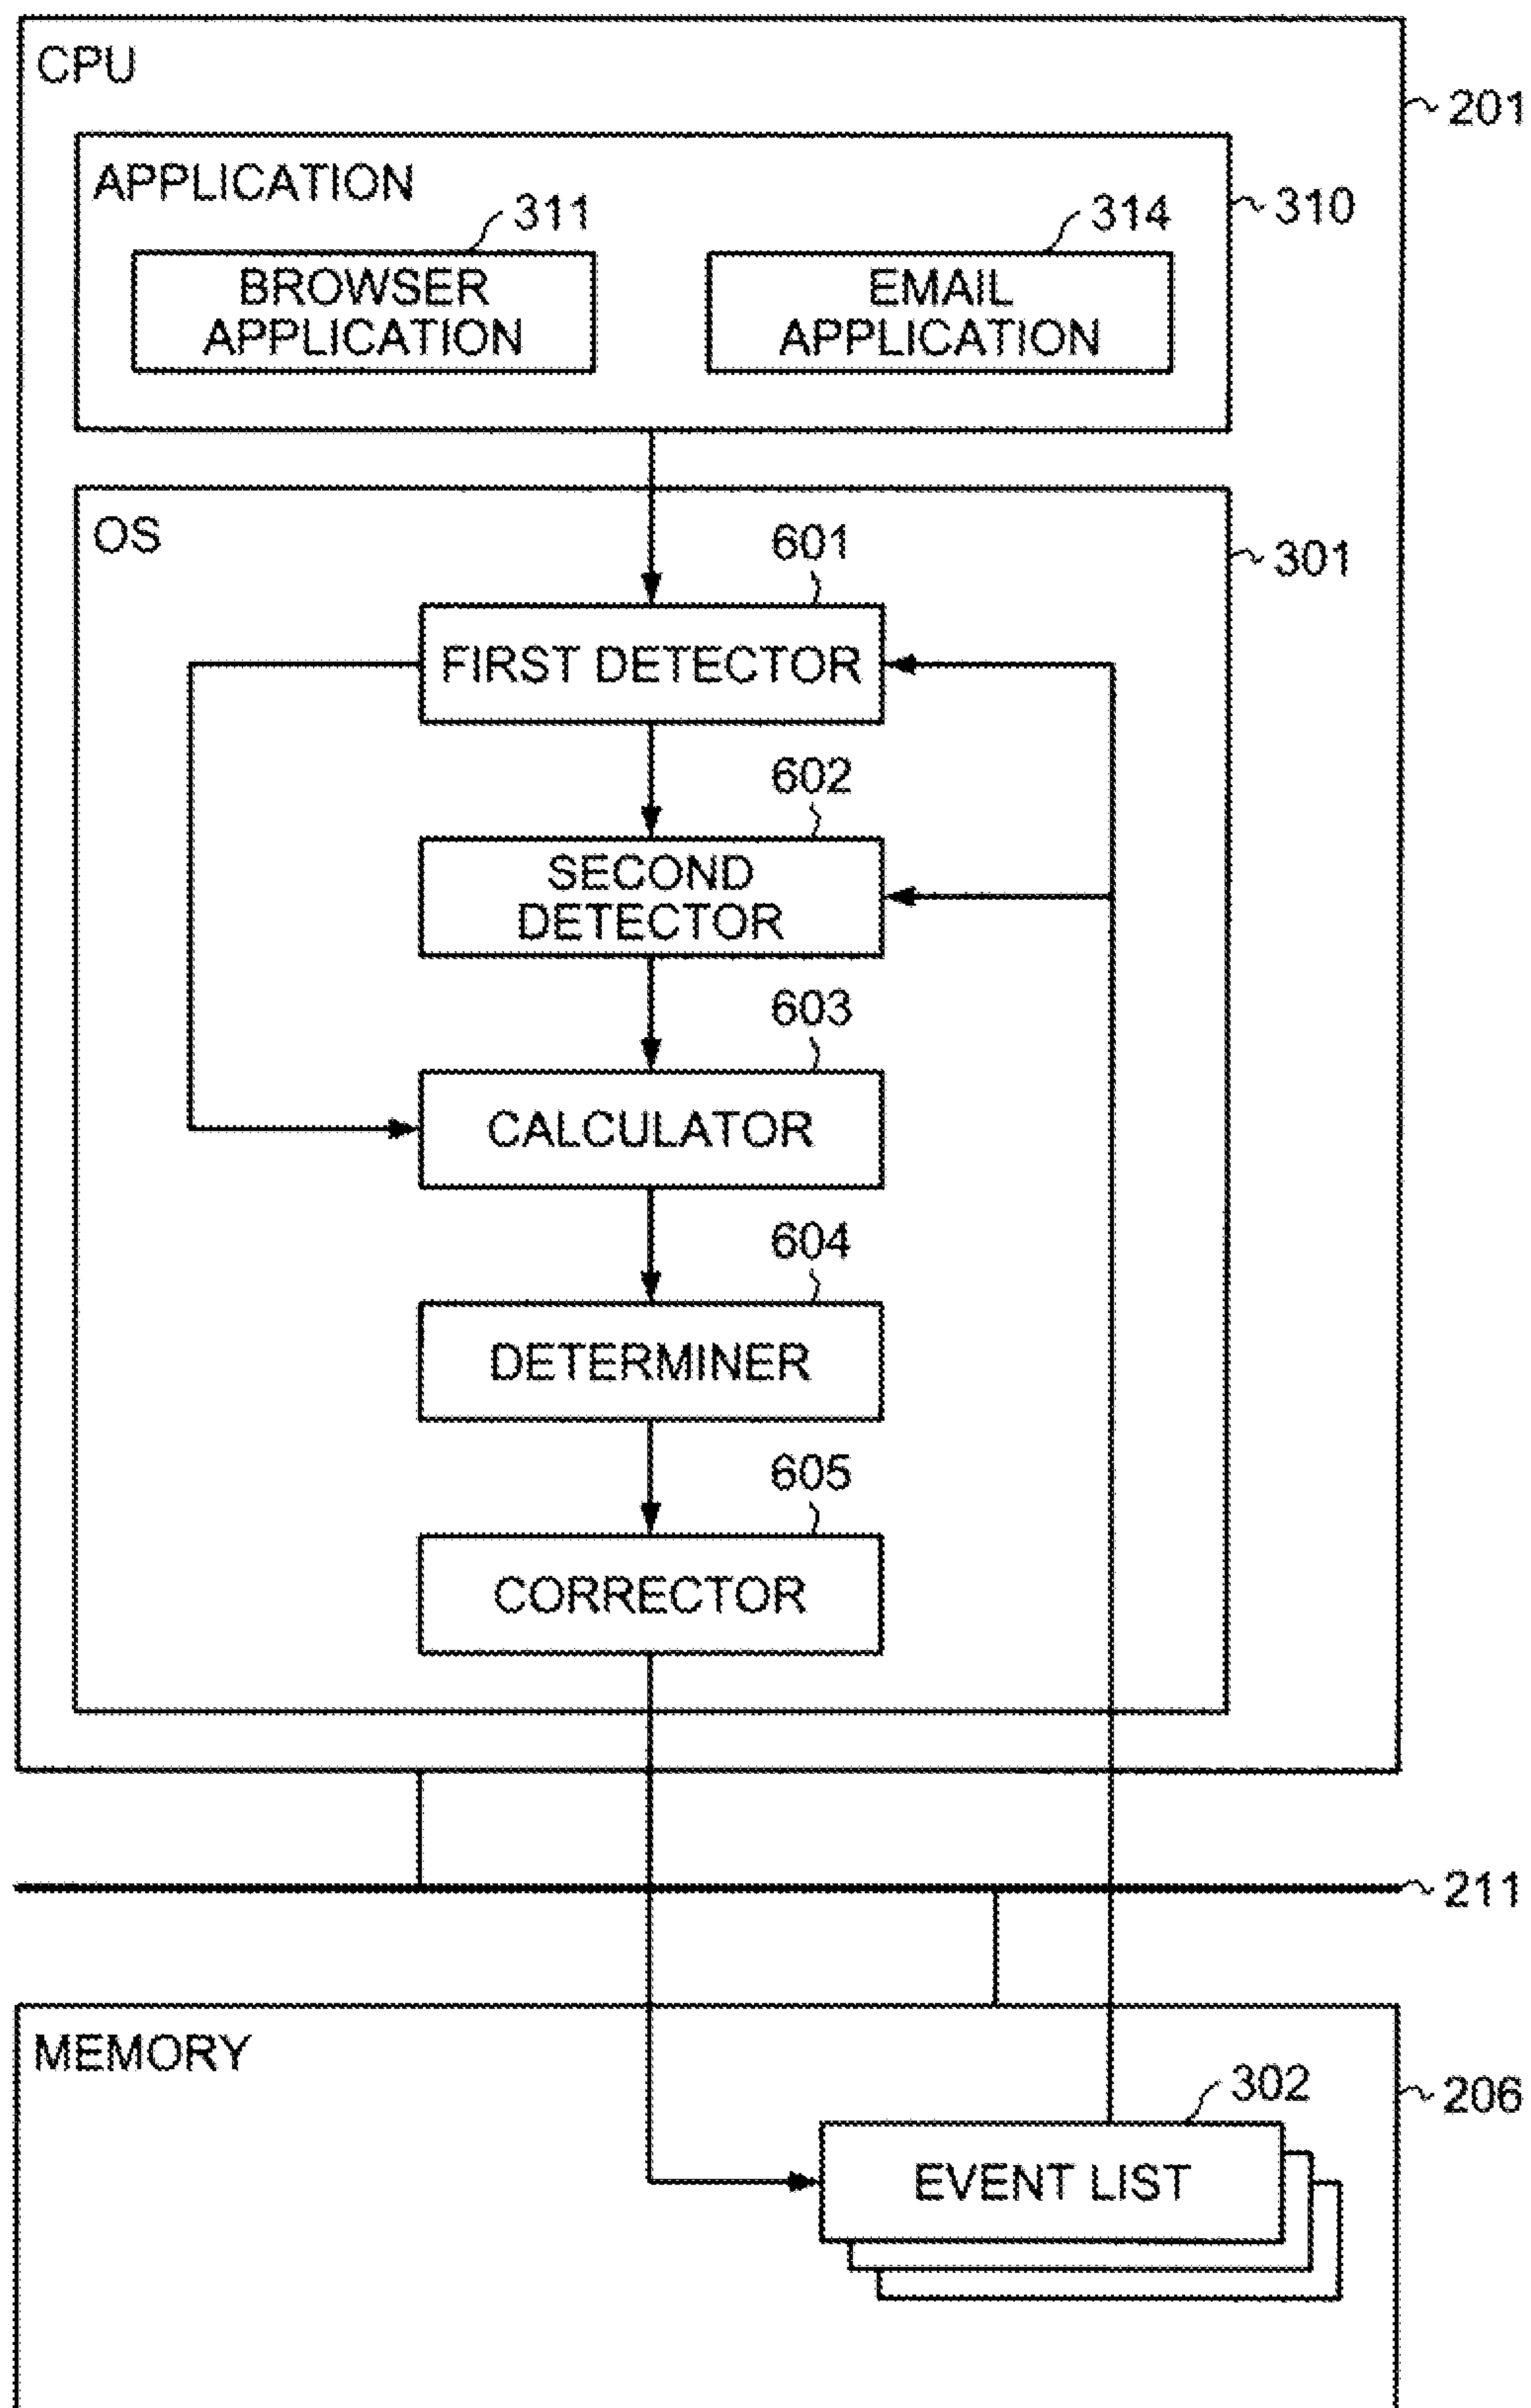 CPU
201
APPLICATION
310
311
314
BROWSER
APPLICATION
EMAIL
APPLICATION
OS
301
601
FIRST DETECTOR
602
SECOND
DETECTOR
603
CALCULATOR
604
DETERMINER
605
CORRECTOR
211
MEMORY
206
302
EVENT LIST